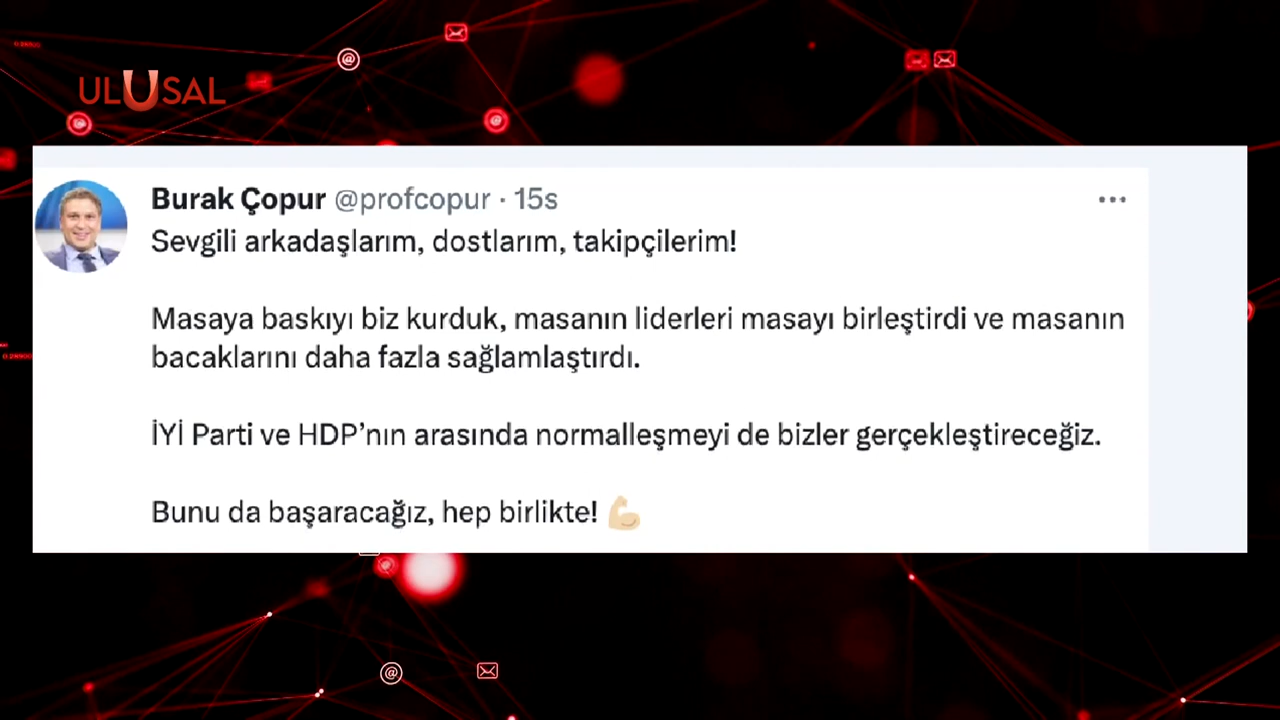 ULUSAL
Burak Çopur @profcopur · 15s
Sevgili arkadaşlarım, dostlarım, takipçilerim!
Masaya baskıyı biz kurduk, masanın liderleri masayı birleştirdi ve masanın
bacaklarını daha fazla sağlamlaştırdı.
İYİ Parti ve HDP’nın arasında normalleşmeyi de bizler gerçekleştireceğiz.
Bunu da başaracağız, hep birlikte! 💪🏼